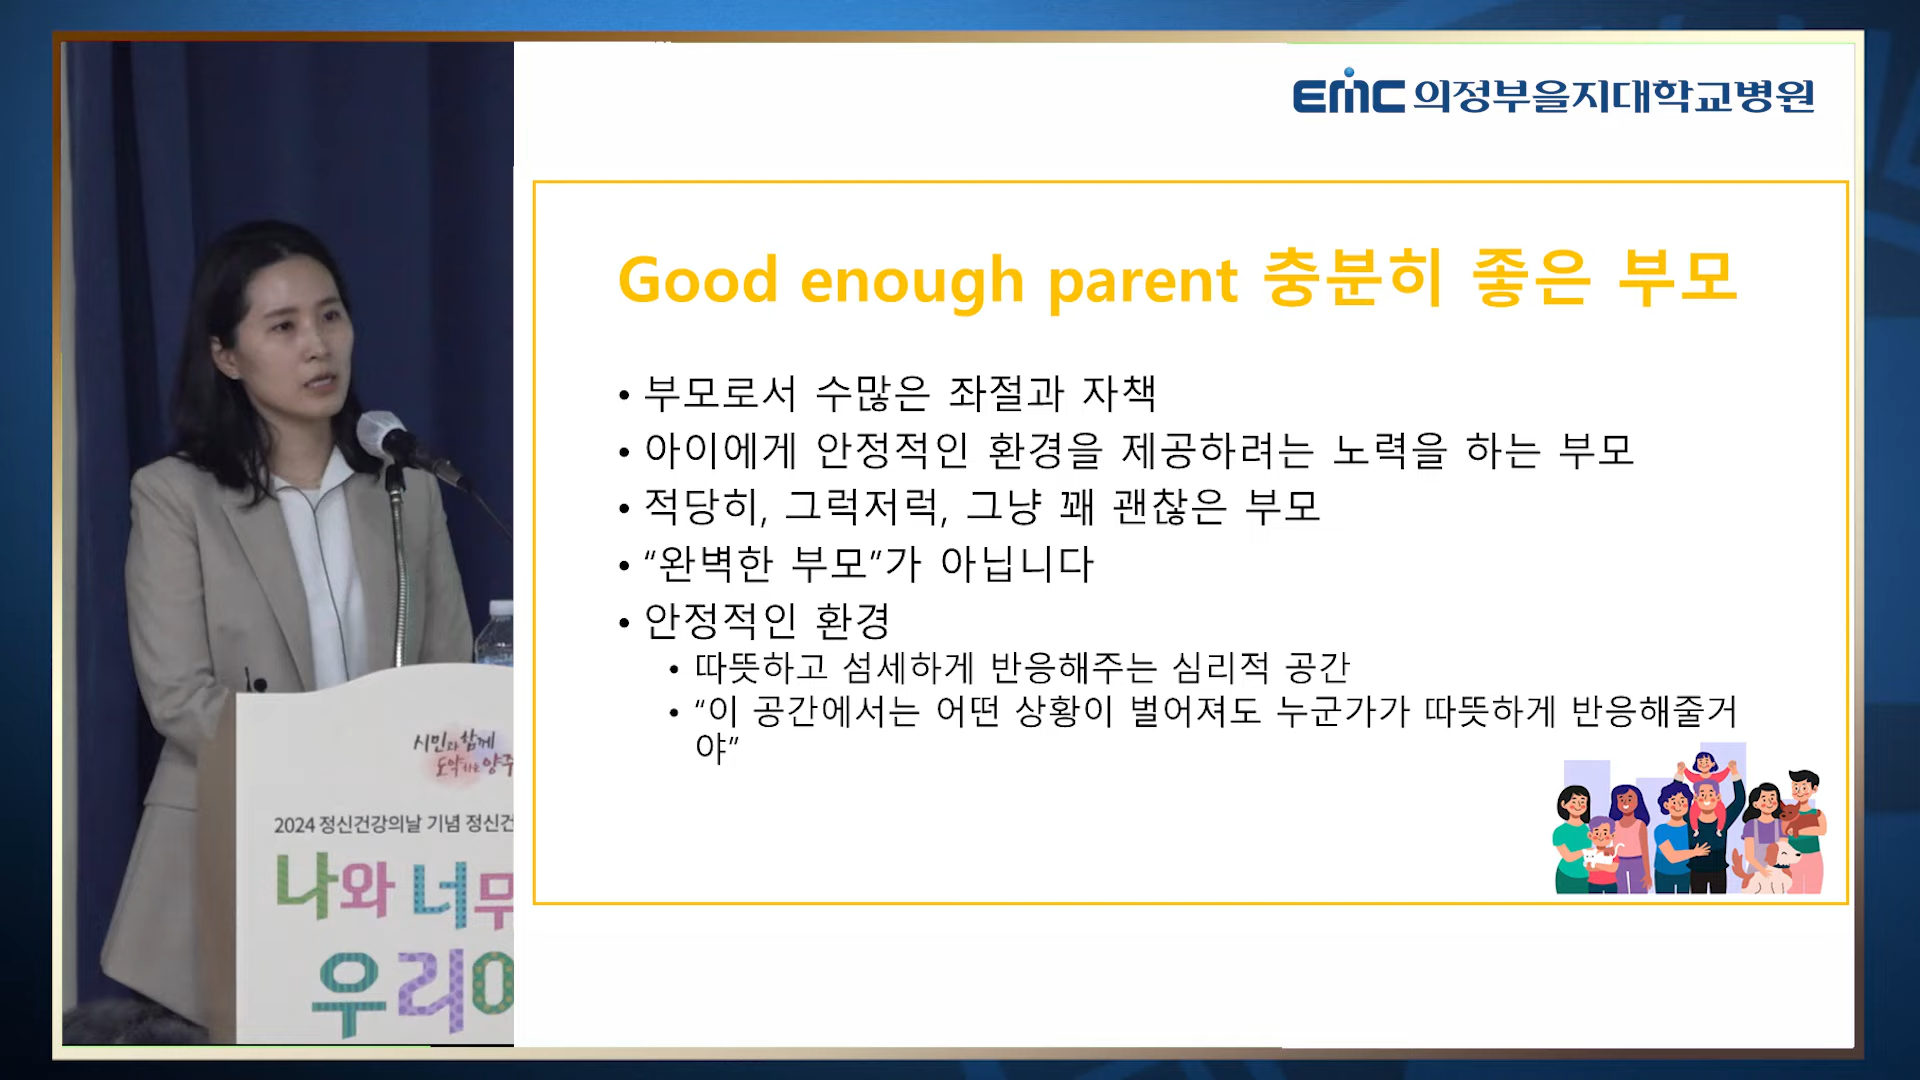 EMC 의정부을지대학교병원
Good enough parent 충분히 좋은 부모
• 부모로서 수많은 좌절과 자책
• 아이에게 안정적인 환경을 제공하려는 노력을 하는 부모
• 적당히, 그럭저럭, 그냥 꽤 괜찮은 부모
• “완벽한 부모”가 아닙니다
• 안정적인 환경
• 따뜻하고 섬세하게 반응해주는 심리적 공간
• “이 공간에서는 어떤 상황이 벌어져도 누군가가 따뜻하게 반응해줄거
야”
시민과 함께
도약하는 양주
2024 정신건강의날 기념 정신건
나와 너무
우리